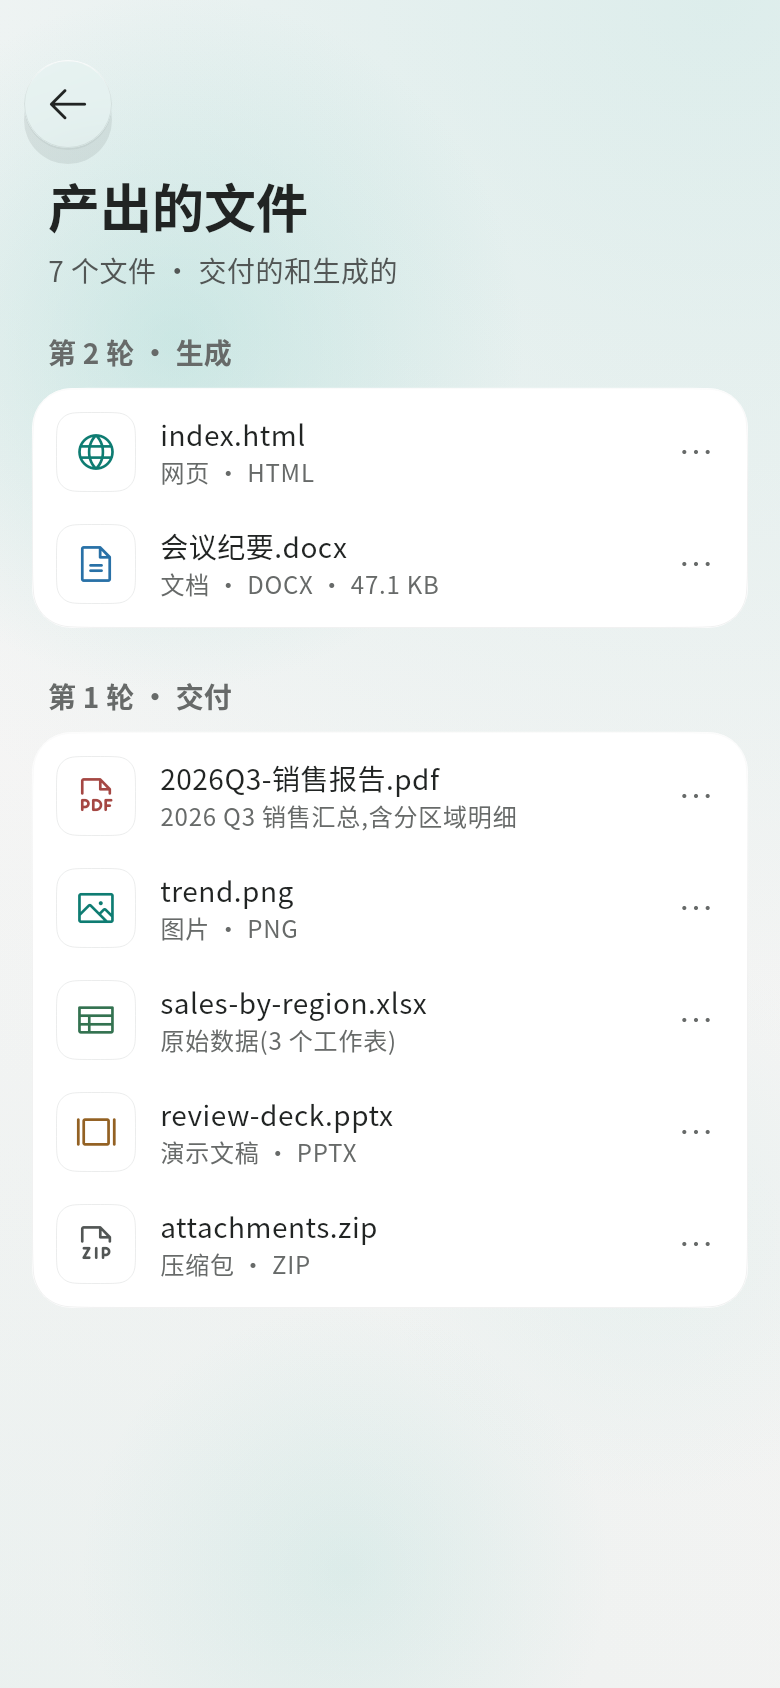 产出的文件
7 个文件 · 交付的和生成的
第 2 轮 · 生成
index.html
网页 · HTML
会议纪要.docx
文档 · DOCX · 47.1 KB
第 1 轮 · 交付
2026Q3-销售报告.pdf
PDF
2026 Q3 销售汇总,含分区域明细
trend.png
图片 · PNG
sales-by-region.xlsx
原始数据(3 个工作表)
review-deck.pptx
演示文稿 · PPTX
attachments.zip
ZIP
压缩包 · ZIP